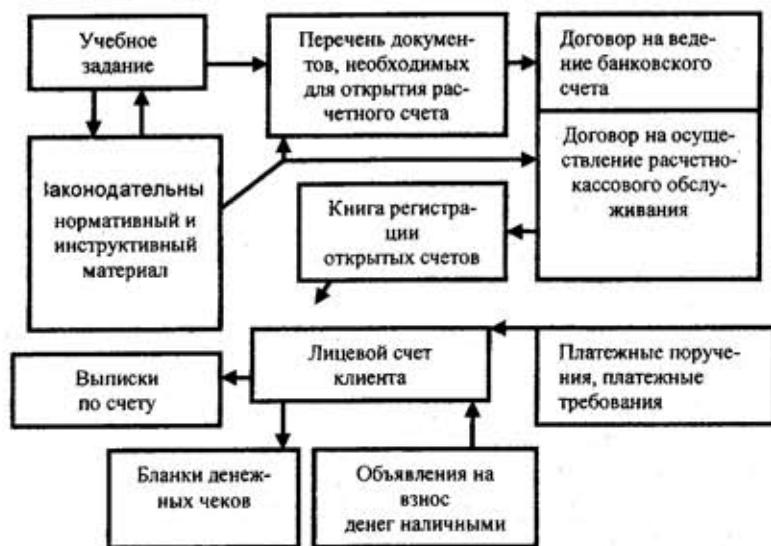 Учебное
задание
Перечень докумен-
тов, необходимых
для открытия рас-
четного счета
Договор на веде-
ние банковского
счета
Законодательны
нормативный и
инструктивный
материал
Договор на осуще-
ствление расчетно-
кассового обслу-
живания
Книга регистра-
ции
открытых счетов
Лицевой счет
клиента
Платежные поруче-
ния, платежные
требования
Выписки
по счету
Бланки денеж-
ных чеков
Объявления на
взнос
денег наличными